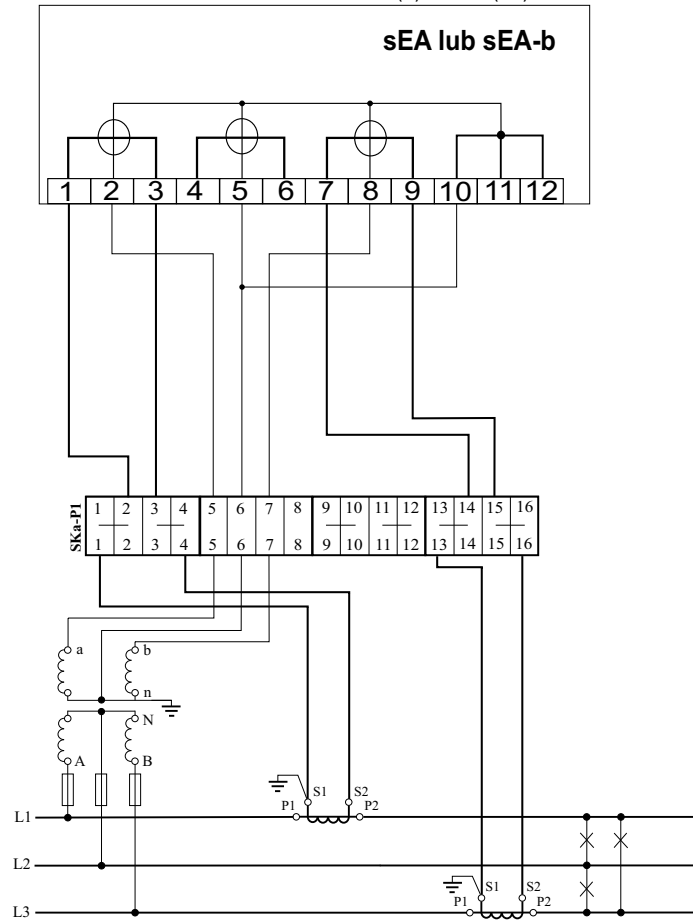 sEA lub sEA-b
1 2 3 4 5 6 7 8 9 10 11 12
SKa-P1
1 2 3 4 5 6 7 8 9 10 11 12 13 14 15 16
1 2 3 4 5 6 7 8 9 10 11 12 13 14 15 16
a b
n
N
A B
S1 S2
L1 P1 P2
L2
S1 S2
L3 P1 P2